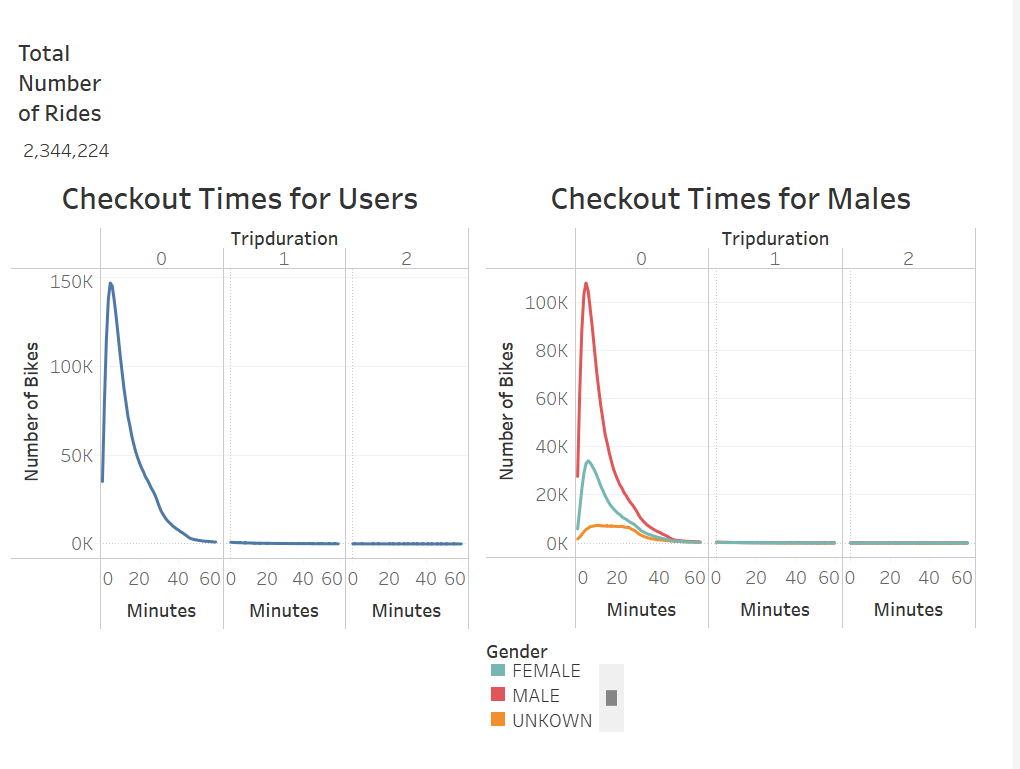 Total
Number
of Rides
2,344,224
Checkout Times for Users
Tripduration
0 1 2
150K
100K
50K
0K
Number of Bikes
0 20 40 60 0 20 40 60 0 20 40 60
Minutes Minutes Minutes
Checkout Times for Males
Tripduration
0 1 2
100K
80K
60K
40K
20K
0K
Number of Bikes
0 20 40 60 0 20 40 60 0 20 40 60
Minutes Minutes Minutes
Gender
FEMALE
MALE
UNKOWN